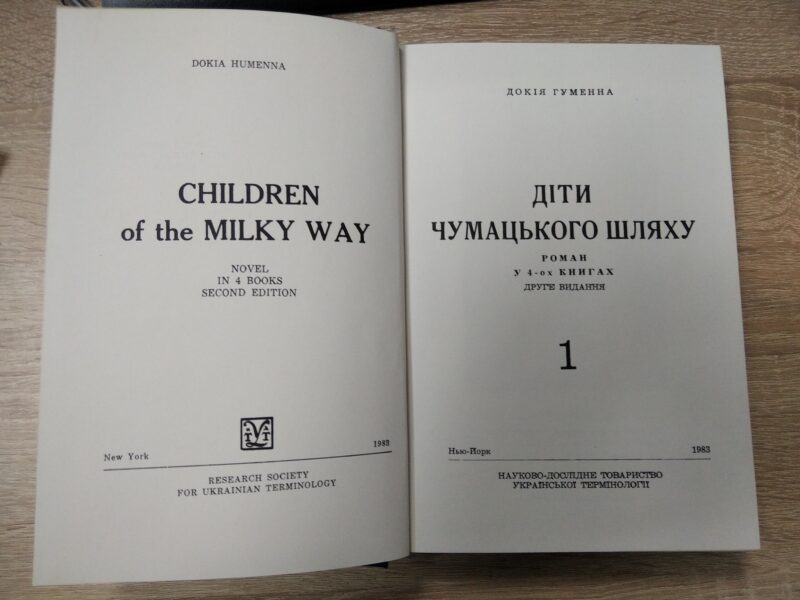 DOKIA HUMENNA
CHILDREN
of the MILKY WAY
NOVEL
IN 4 BOOKS
SECOND EDITION
New York 1983
RESEARCH SOCIETY
FOR UKRAINIAN TERMINOLOGY
ДОКІЯ ГУМЕННА
ДІТИ
ЧУМАЦЬКОГО ШЛЯХУ
РОМАН
У 4-ох КНИГАХ
ДРУГЕ ВИДАННЯ
1
Нью-Йорк 1983
НАУКОВО-ДОСЛІДНЕ ТОВАРИСТВО
УКРАЇНСЬКОЇ ТЕРМІНОЛОГІЇ